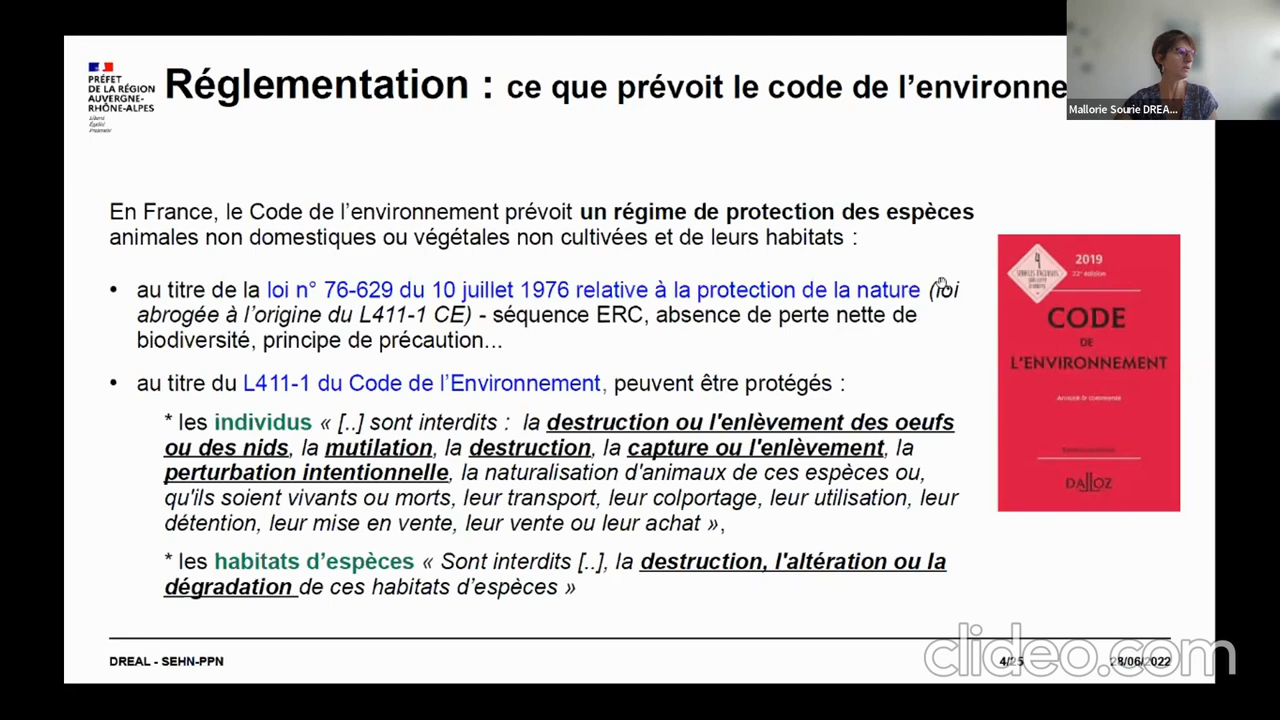 PRÉFET
DE LA RÉGION
AUVERGNE-
RHÔNE-ALPES
Liberté
Égalité
Fraternité
Réglementation : ce que prévoit le code de l'environne
Mallorie Sourie DREA...
En France, le Code de l'environnement prévoit un régime de protection des espèces
animales non domestiques ou végétales non cultivées et de leurs habitats :
• au titre de la loi n° 76-629 du 10 juillet 1976 relative à la protection de la nature (loi
abrogée à l'origine du L411-1 CE) - séquence ERC, absence de perte nette de
biodiversité, principe de précaution...
• au titre du L411-1 du Code de l'Environnement, peuvent être protégés :
* les individus « [..] sont interdits : la destruction ou l'enlèvement des oeufs
ou des nids, la mutilation, la destruction, la capture ou l'enlèvement, la
perturbation intentionnelle, la naturalisation d'animaux de ces espèces ou,
qu'ils soient vivants ou morts, leur transport, leur colportage, leur utilisation, leur
détention, leur mise en vente, leur vente ou leur achat »,
* les habitats d'espèces « Sont interdits [..], la destruction, l'altération ou la
dégradation de ces habitats d'espèces »
4
2019
22e édition
CODE
DE
L'ENVIRONNEMENT
Annoté & commenté
DALLOZ
DREAL - SEHN-PPN
4/25
28/06/2022
clideo.com